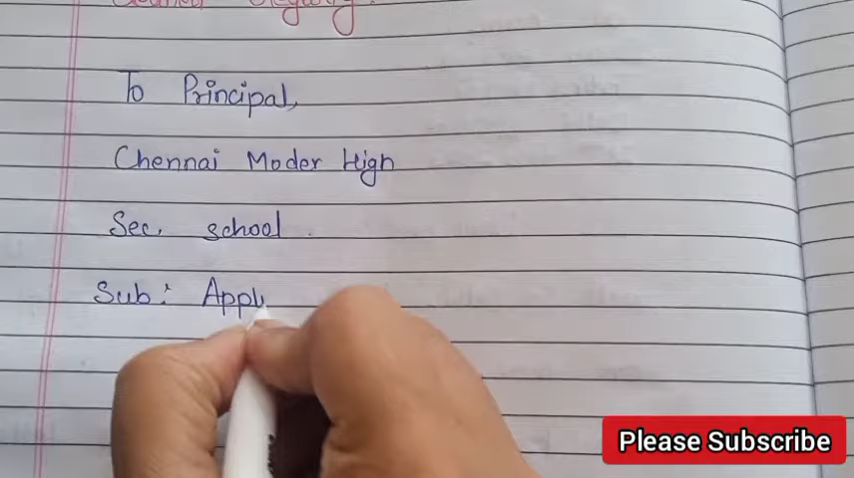 To Principal,
Chennai Moder High
Sec. school
Sub: Appl
Please Subscribe